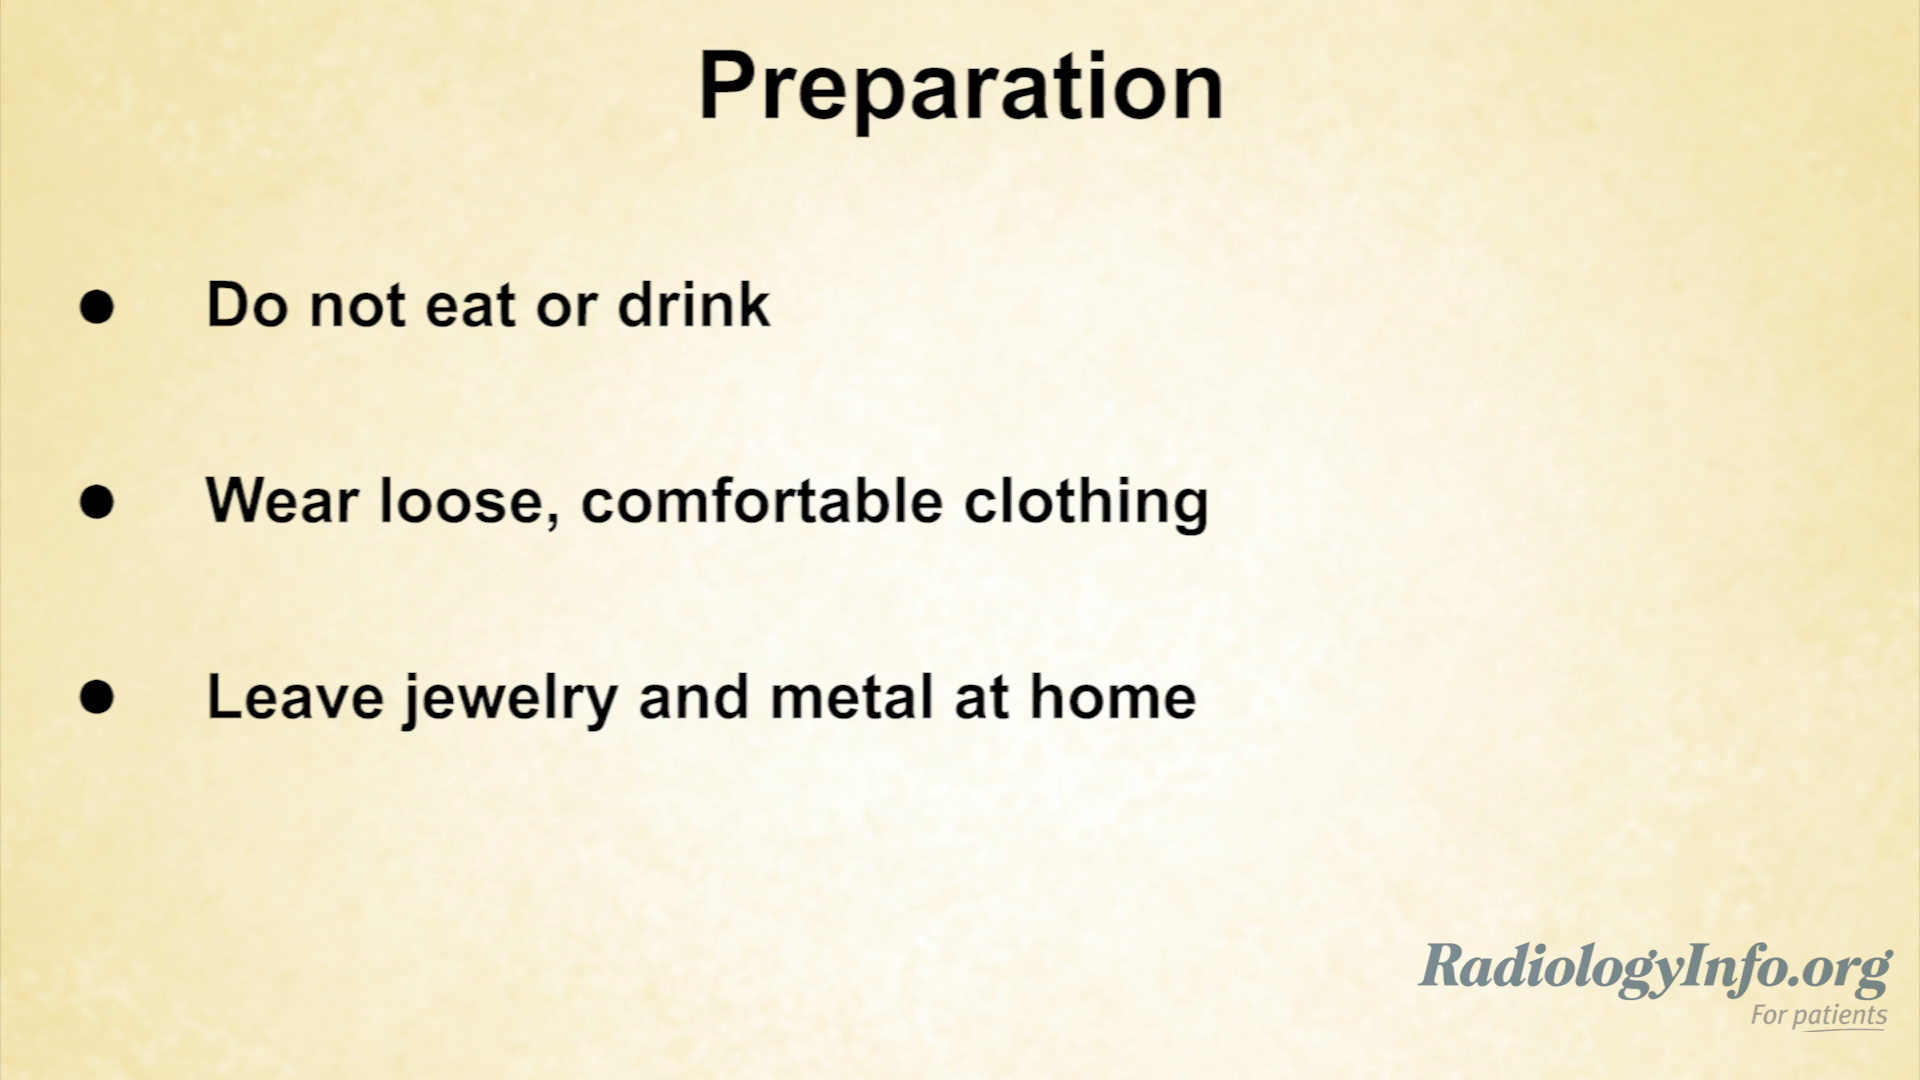 Preparation
● Do not eat or drink
● Wear loose, comfortable clothing
● Leave jewelry and metal at home
RadiologyInfo.org
For patients